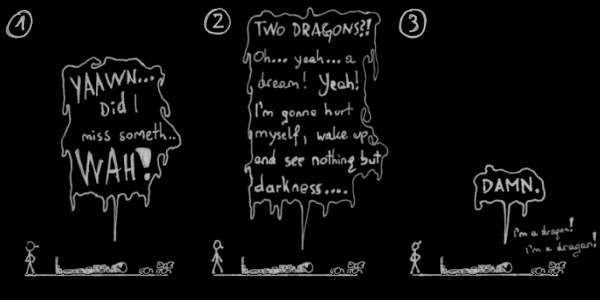 1
YAAWN...
Did I
miss someth..
WAH!
2
TWO DRAGONS?!
Oh... yeah... a
dream! Yeah!
I'm gonna hurt
myself, wake up,
and see nothing but
darkness....
3
DAMN.
I'm a dragon!
I'm a dragan!